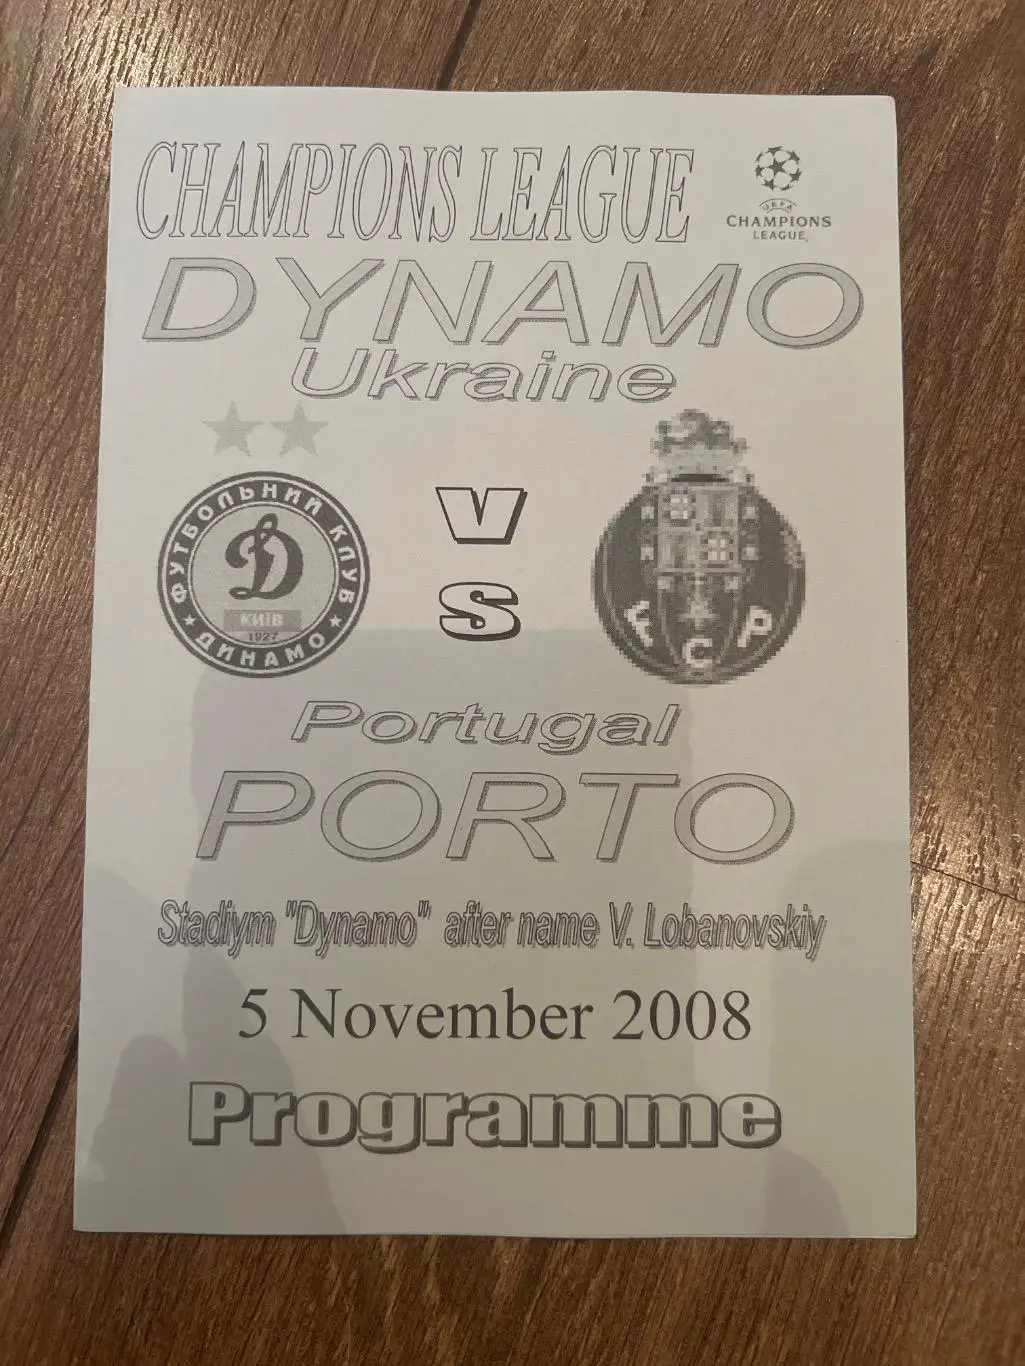 CHAMPIONS LEAGUE
UEFA
CHAMPIONS
LEAGUE
DYNAMO
Ukraine
V
S
ФУТБОЛЬНИЙ КЛУБ
Д
КИЇВ
1927
ДИНАМО
F
C
P
Portugal
PORTO
Stadiym "Dynamo" after name V. Lobanovskiy
5 November 2008
Programme